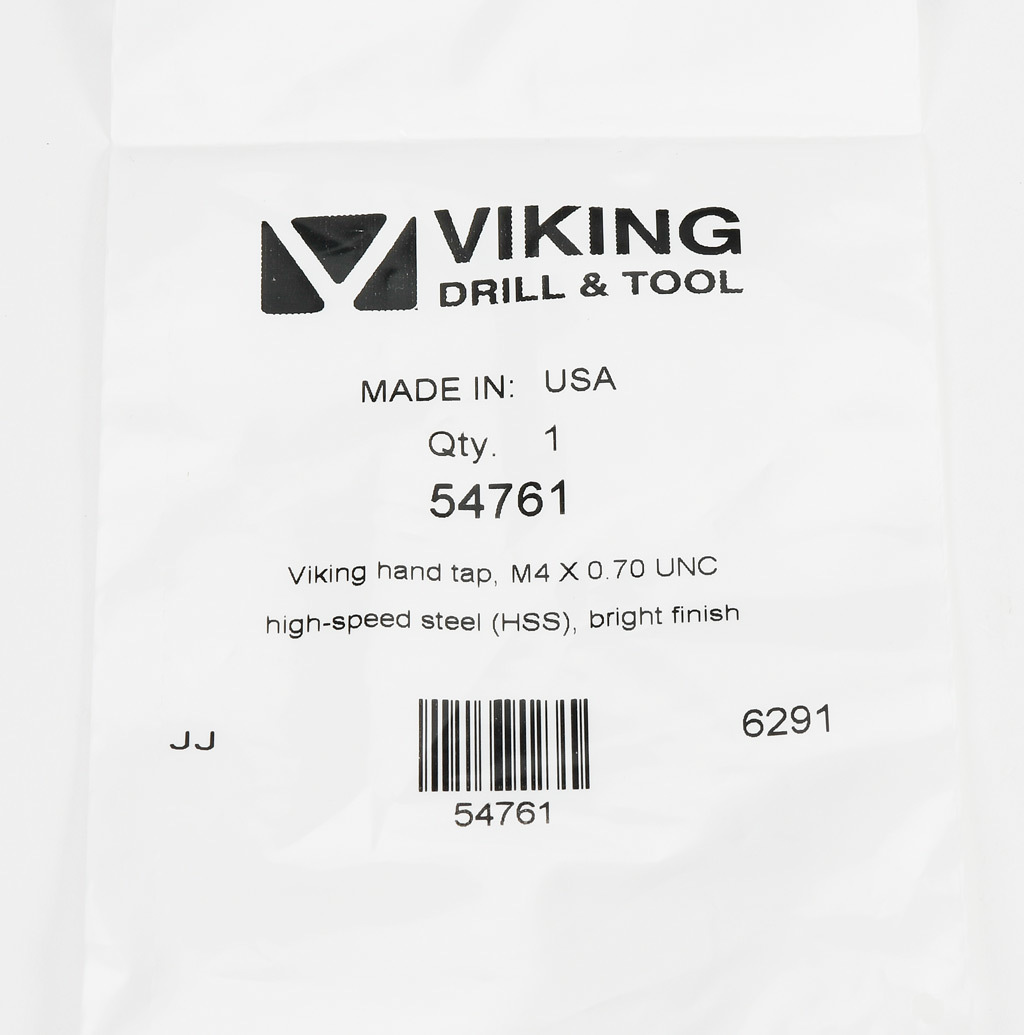 VIKING
DRILL & TOOL
MADE IN: USA
Qty. 1
54761
Viking hand tap, M4 X 0.70 UNC
high-speed steel (HSS), bright finish
JJ 6291
54761